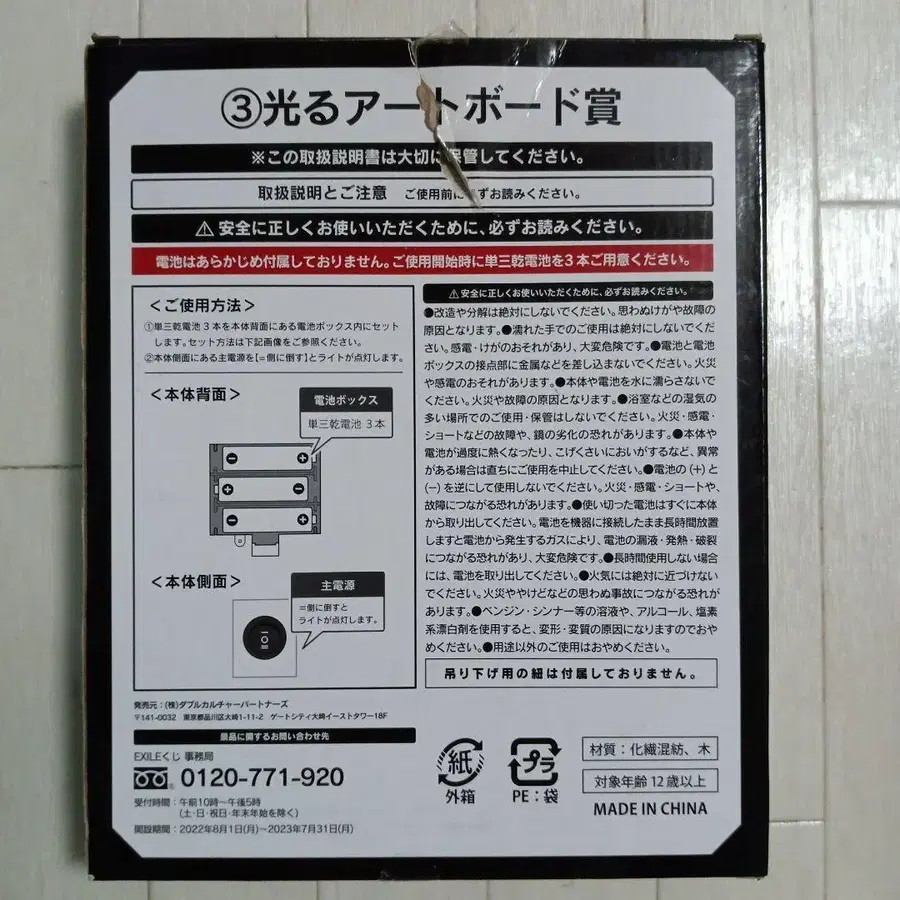 ③光るアートボード賞
※この取扱説明書は大切に保管してください。
取扱説明とご注意 ご使用前に必ずお読みください。
⚠安全に正しくお使いいただくために、必ずお読みください。
電池はあらかじめ付属しておりません。ご使用開始時に単三乾電池を3本ご用意ください。
<ご使用方法>
①単三乾電池3本を本体背面にある電池ボックス内にセット
します。セット方法は下記画像をご参照ください。
②本体側面にある主電源を【=側に倒す】とライトが点灯します。
<本体背面>
電池ボックス
単三乾電池 3本
<本体側面>
主電源
=側に倒すと
ライトが点灯します。
⚠安全に正しくお使いいただくために、必ずお読みください。
●改造や分解は絶対にしないでください。思わぬけがや故障の
原因となります。●濡れた手でのご使用は絶対にしないでくだ
さい。感電・けがのおそれがあり、大変危険です。●電池と電池
ボックスの接点部に金属などを差し込まないでください。火災
や感電のおそれがあります。●本体や電池を水に濡らさないで
ください。火災や故障の原因となります。●浴室などの湿気の
多い場所でのご使用・保管はしないでください。火災・感電・
ショートなどの故障や、鏡の劣化の恐れがあります。●本体や
電池が過度に熱くなったり、こげくさいにおいがするなど、異常
がある場合は直ちにご使用を中止してください。●電池の(+)と
(−)を逆にして使用しないでください。火災・感電・ショートや、
故障につながる恐れがあります。●使い切った電池はすぐに本体
から取り出してください。電池を機器に接続したまま長時間放置
しますと電池から発生するガスにより、電池の漏液・発熱・破裂
につながる恐れがあり、大変危険です。●長時間使用しない場合
には、電池を取り出してください。●火気には絶対に近づけない
でください。火災ややけどなどの思わぬ事故につながる恐れが
あります。●ベンジン・シンナー等の溶液や、アルコール、塩素
系漂白剤を使用すると、変形・変質の原因になりますのでおや
めください。●用途以外のご使用はおやめください。
吊り下げ用の紐は付属しておりません。
発売元:(株)ダブルカルチャーパートナーズ
〒141-0032 東京都品川区大崎1-11-2 ゲートシティ大崎イーストタワー18F
景品に関するお問い合わせ先
EXILEくじ 事務局
0120-771-920
受付時間:午前10時〜午後5時
(土・日・祝日・年末年始を除く)
開設期間:2022年8月1日(月)〜2023年7月31日(月)
紙
外箱
プラ
PE:袋
材質:化繊混紡、木
対象年齢12歳以上
MADE IN CHINA